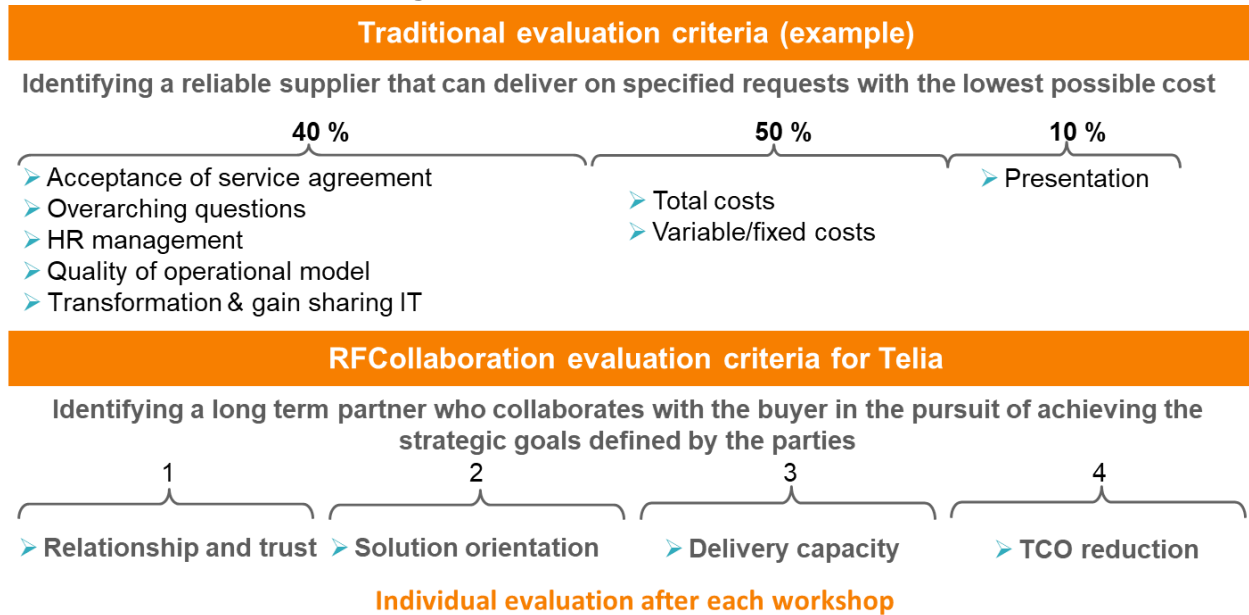 Traditional evaluation criteria (example)
Identifying a reliable supplier that can deliver on specified requests with the lowest possible cost
40 %
50 %
10 %
Acceptance of service agreement
Overarching questions
HR management
Quality of operational model
Transformation & gain sharing IT
Total costs
Variable/fixed costs
Presentation
RFCollaboration evaluation criteria for Telia
Identifying a long term partner who collaborates with the buyer in the pursuit of achieving the
strategic goals defined by the parties
1
2
3
4
Relationship and trust
Solution orientation
Delivery capacity
TCO reduction
Individual evaluation after each workshop